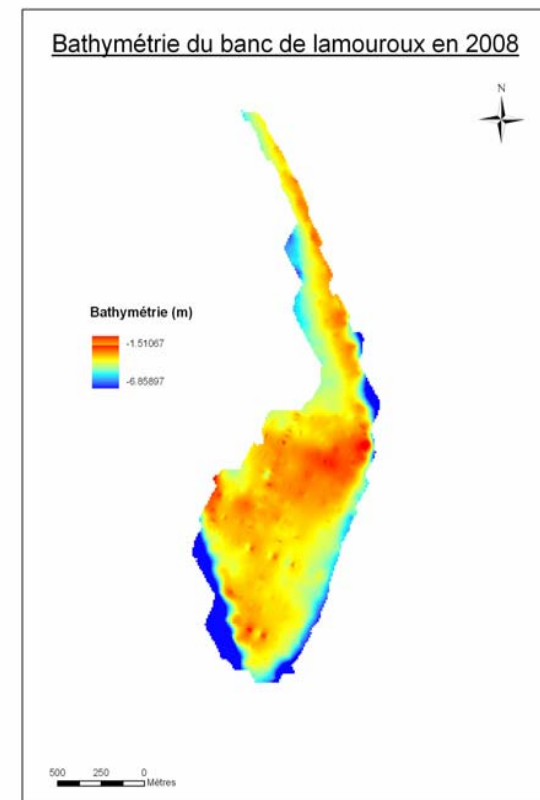 Bathymétrie du banc de lamouroux en 2008
N
Bathymétrie (m)
-1.51067
-6.85897
500 250 0
Mètres